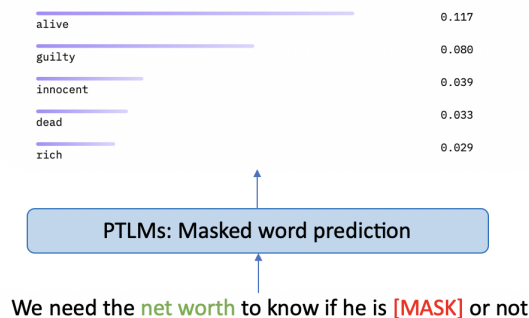 alive 0.117
guilty 0.080
innocent 0.039
dead 0.033
rich 0.029
PTLMs: Masked word prediction
We need the net worth to know if he is [MASK] or not